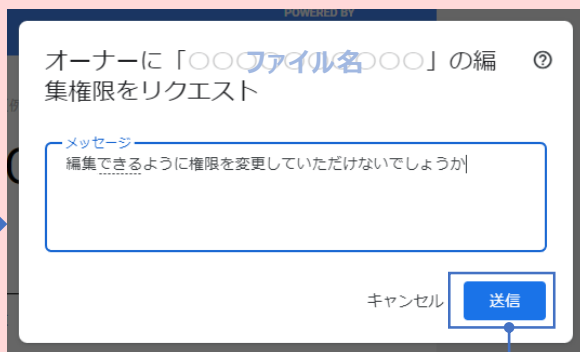 POWERED BY
オーナーに「○○○ファイル名○○○」の編
集権限をリクエスト
メッセージ
編集できるように権限を変更していただけないでしょうか
キャンセル
送信